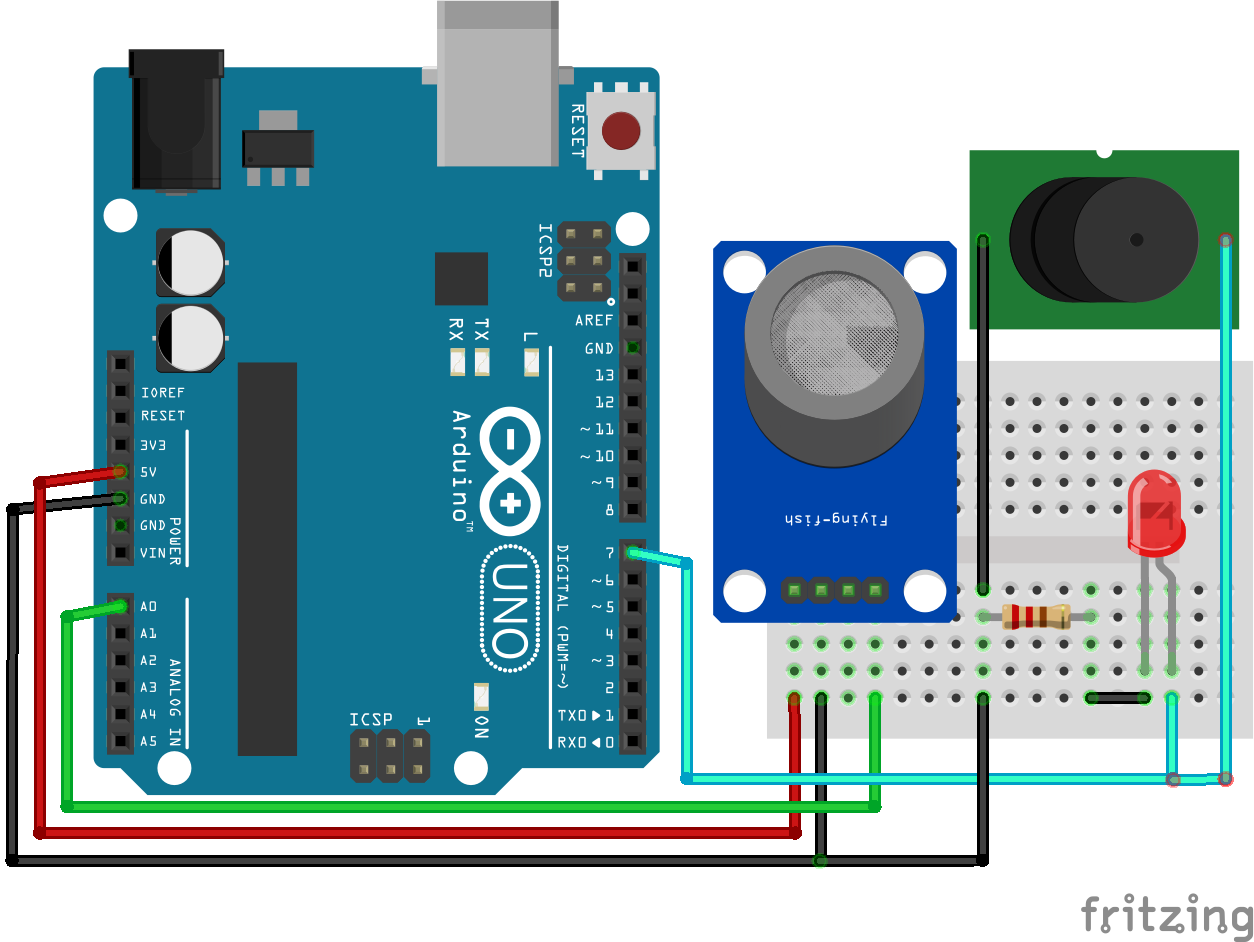 RESET
ICSP2
AREF
GND
13
12
~11
~10
~9
8
7
~6
~5
4
~3
2
TX0▶1
RX0◀0
DIGITAL (PWM=~)
RX
TX
L
IOREF
RESET
3V3
5V
GND
GND
VIN
POWER
A0
A1
A2
A3
A4
A5
ANALOG IN
Arduino™
UNO
ON
ICSP
1
Flying-fish
fritzing